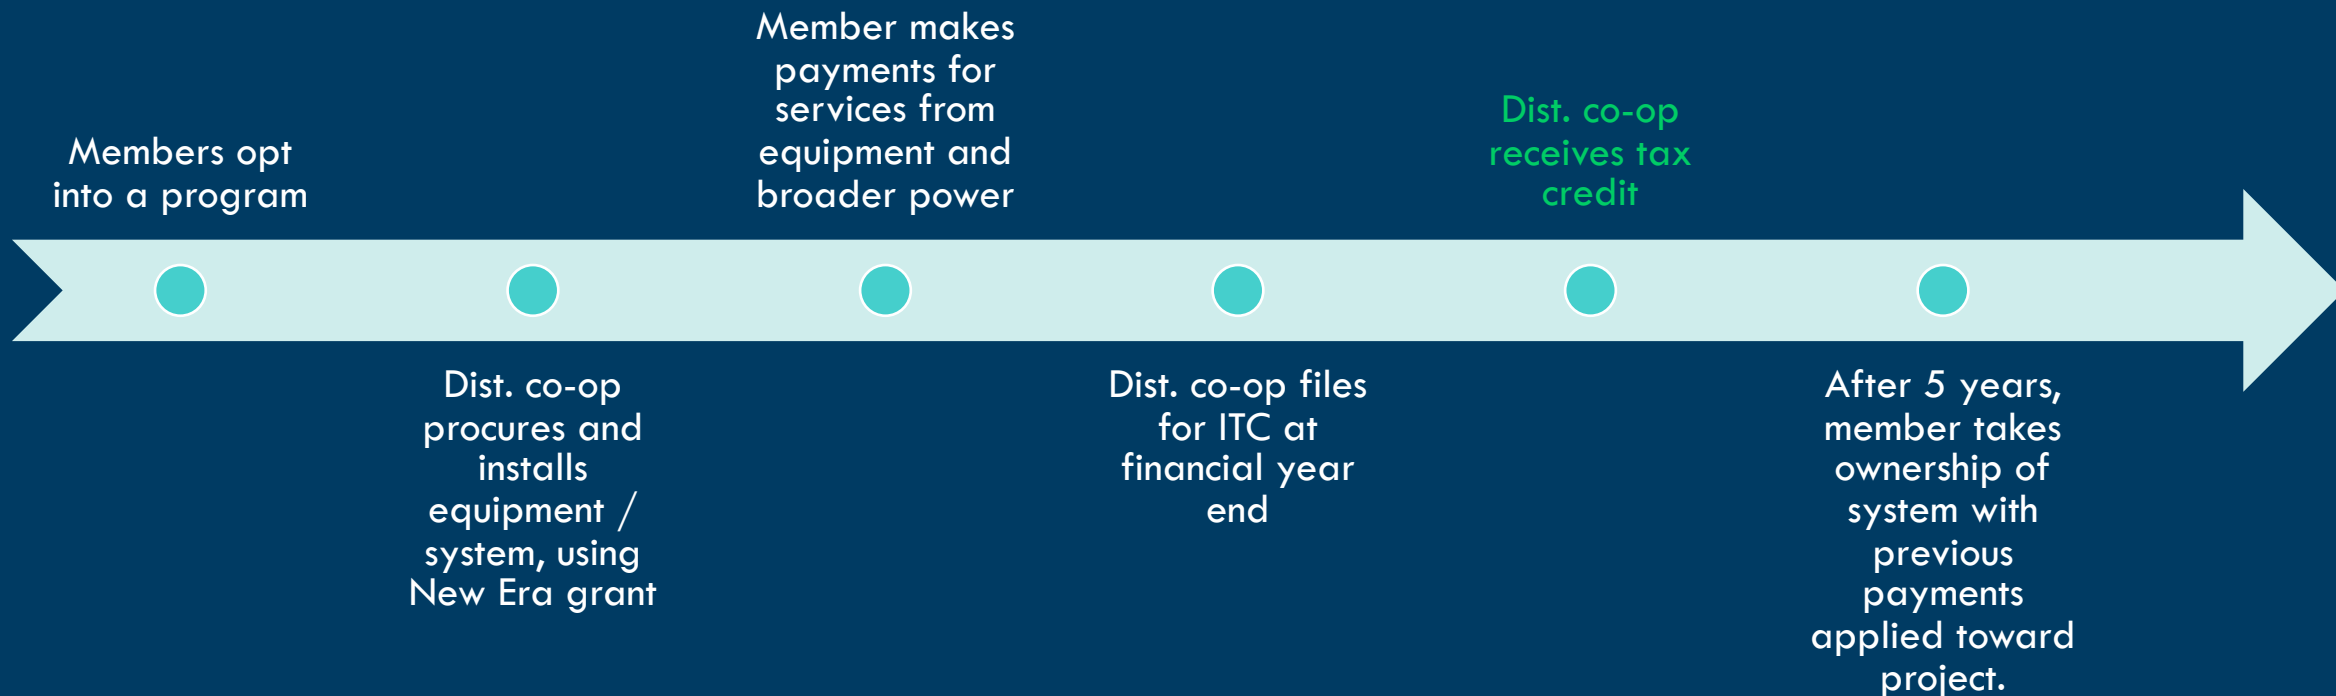 Members opt
into a program
Dist. co-op
procures and
installs
equipment /
system, using
New Era grant
Member makes
payments for
services from
equipment and
broader power
Dist. co-op files
for ITC at
financial year
end
Dist. co-op
receives tax
credit
After 5 years,
member takes
ownership of
system with
previous
payments
applied toward
project.